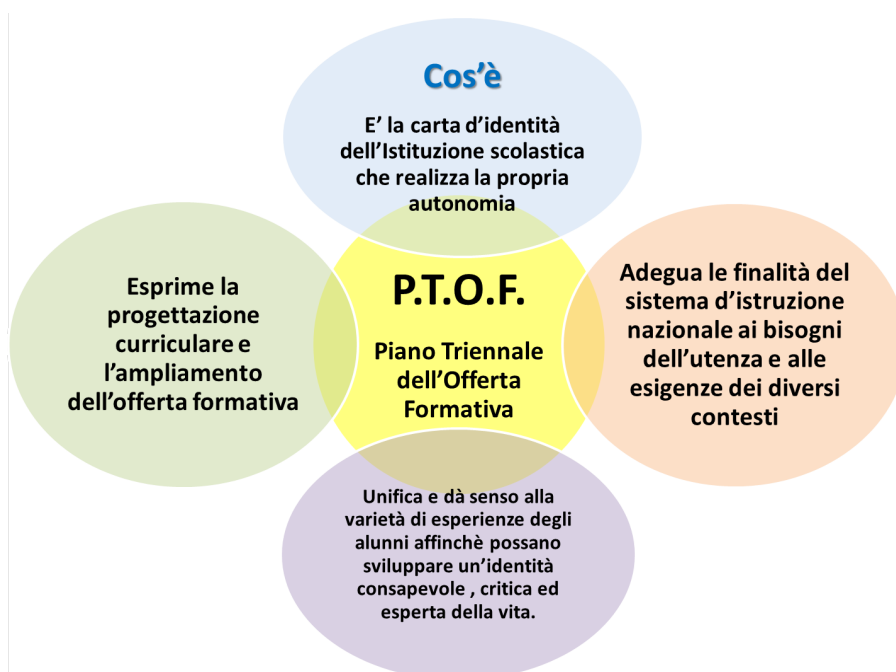 Cos'è
E' la carta d'identità
dell'Istituzione scolastica
che realizza la propria
autonomia
Esprime la
progettazione
curriculare e
l'ampliamento
dell'offerta formativa
P.T.O.F.
Piano Triennale
dell'Offerta
Formativa
Adegua le finalità del
sistema d'istruzione
nazionale ai bisogni
dell'utenza e alle
esigenze dei diversi
contesti
Unifica e dà senso alla
varietà di esperienze degli
alunni affinchè possano
sviluppare un'identità
consapevole , critica ed
esperta della vita.